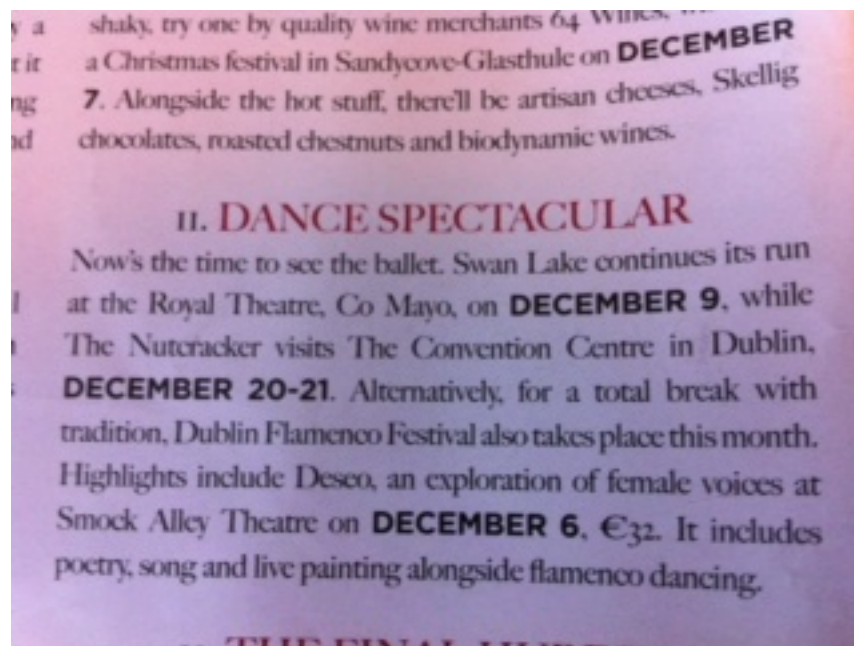 a
shaky, try one by quality wine merchants 64 Wines,
r it
a Christmas festival in Sandycove-Glasthule on DECEMBER
ng
7. Alongside the hot stuff, there'll be artisan cheeses, Skellig
nd
chocolates, roasted chestnuts and biodynamic wines.
11. DANCE SPECTACULAR
Now's the time to see the ballet. Swan Lake continues its run
at the Royal Theatre, Co Mayo, on DECEMBER 9, while
The Nutcracker visits The Convention Centre in Dublin,
DECEMBER 20-21. Alternatively, for a total break with
tradition, Dublin Flamenco Festival also takes place this month.
Highlights include Deseo, an exploration of female voices at
Smock Alley Theatre on DECEMBER 6, €32. It includes
poetry, song and live painting alongside flamenco dancing.
THE FINAL